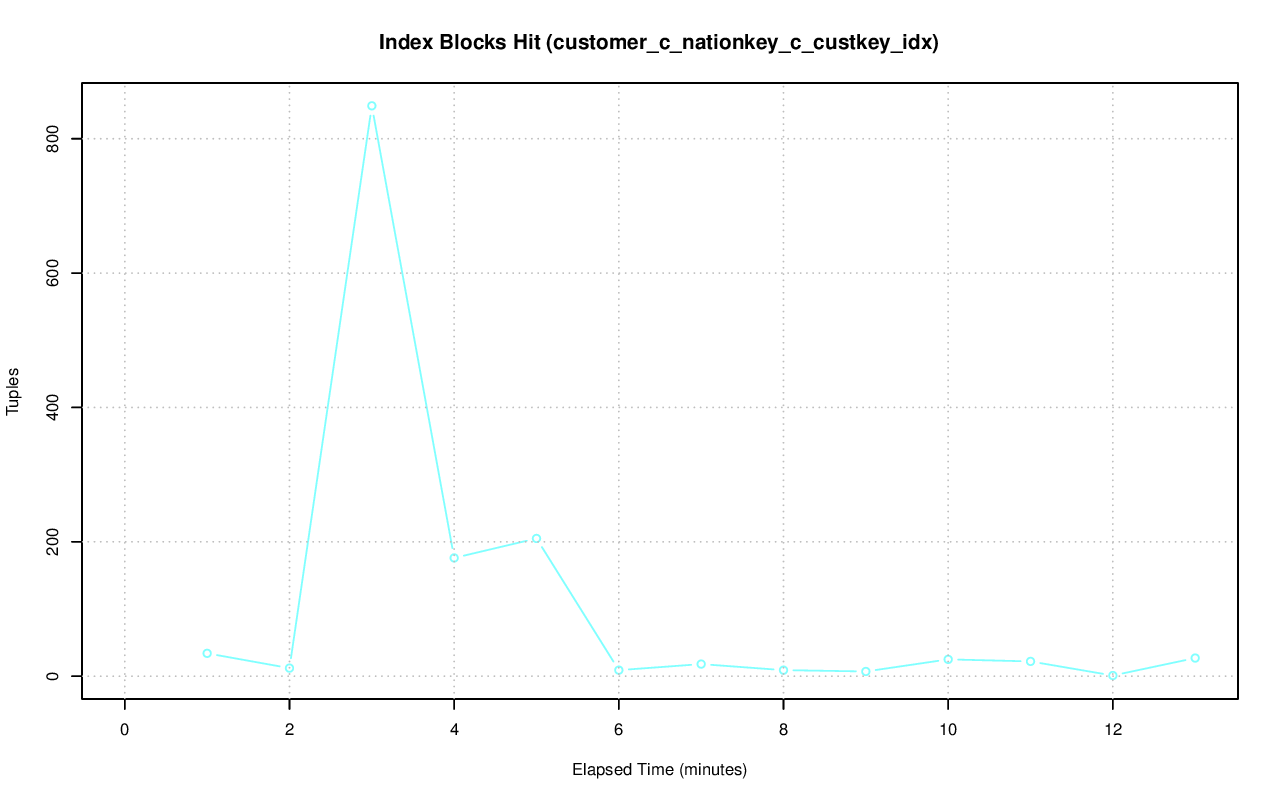 Index Blocks Hit (customer_c_nationkey_c_custkey_idx)
800
600
400
200
0
Tuples
0 2 4 6 8 10 12
Elapsed Time (minutes)